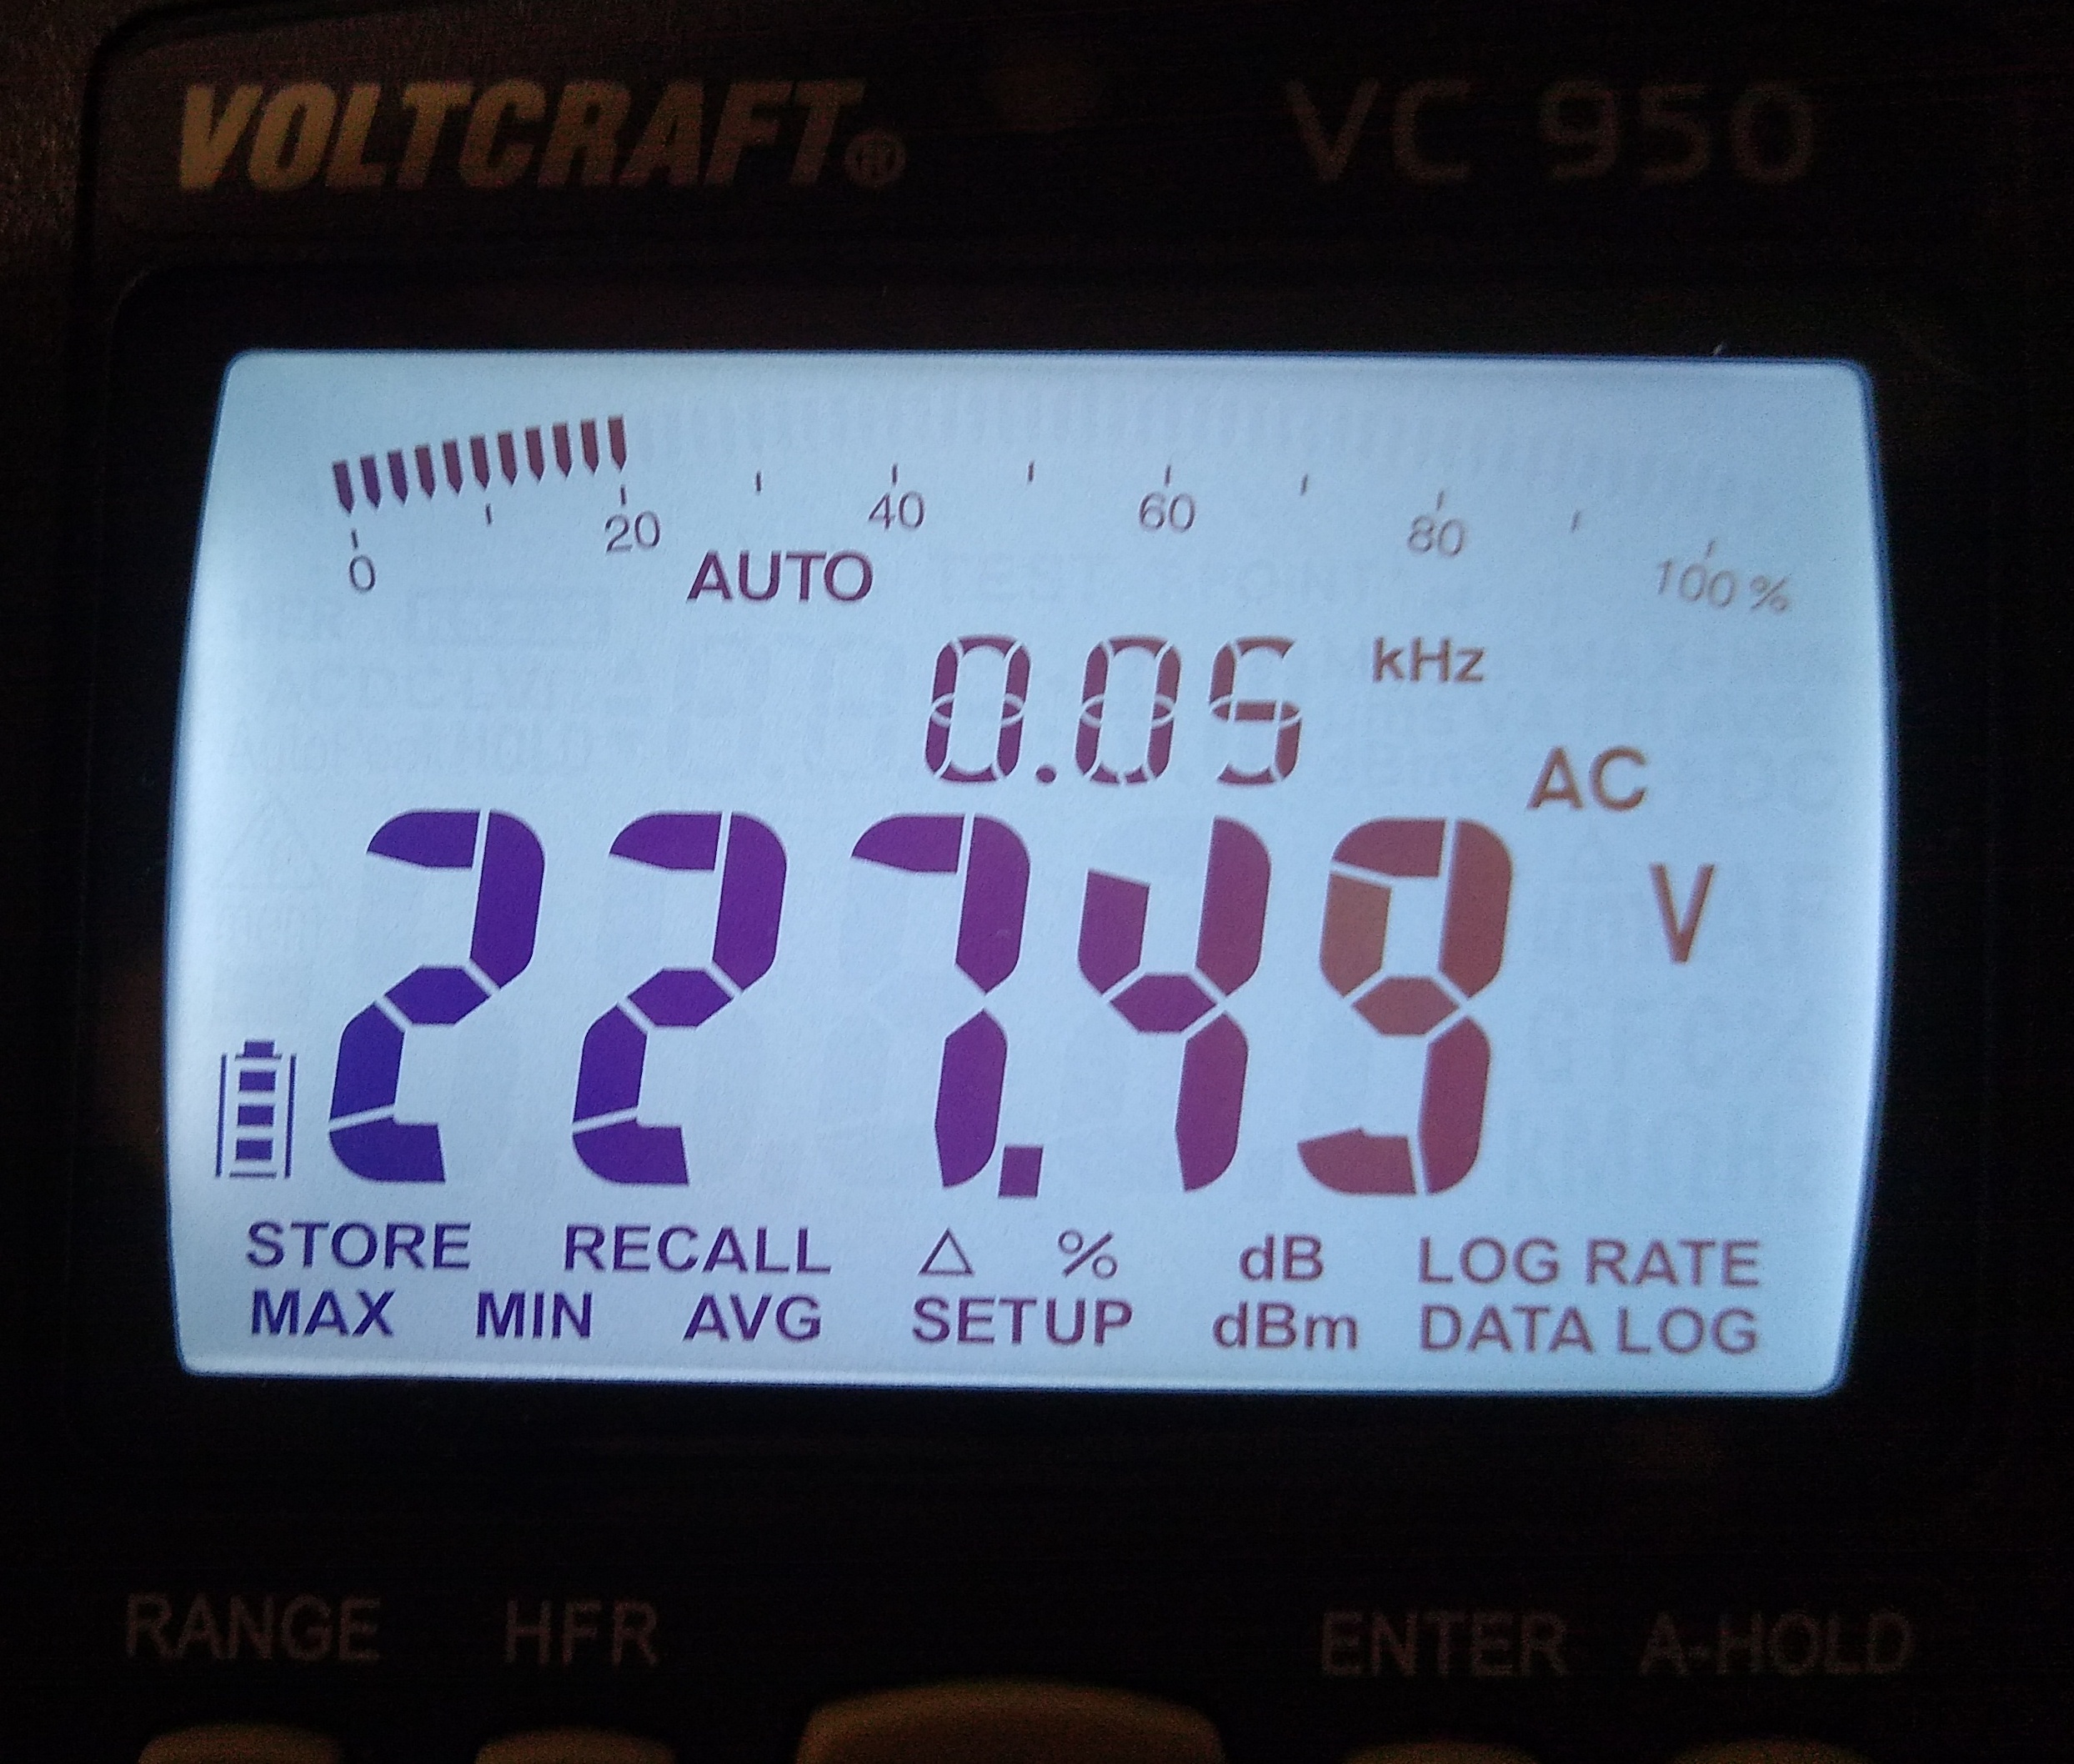 VOLTCRAFT® VC 950
0 20 40 60 80 100%
AUTO
0.05 kHz
AC
227.49 V
STORE RECALL △ % dB LOG RATE
MAX MIN AVG SETUP dBm DATA LOG
RANGE HFR ENTER A-HOLD